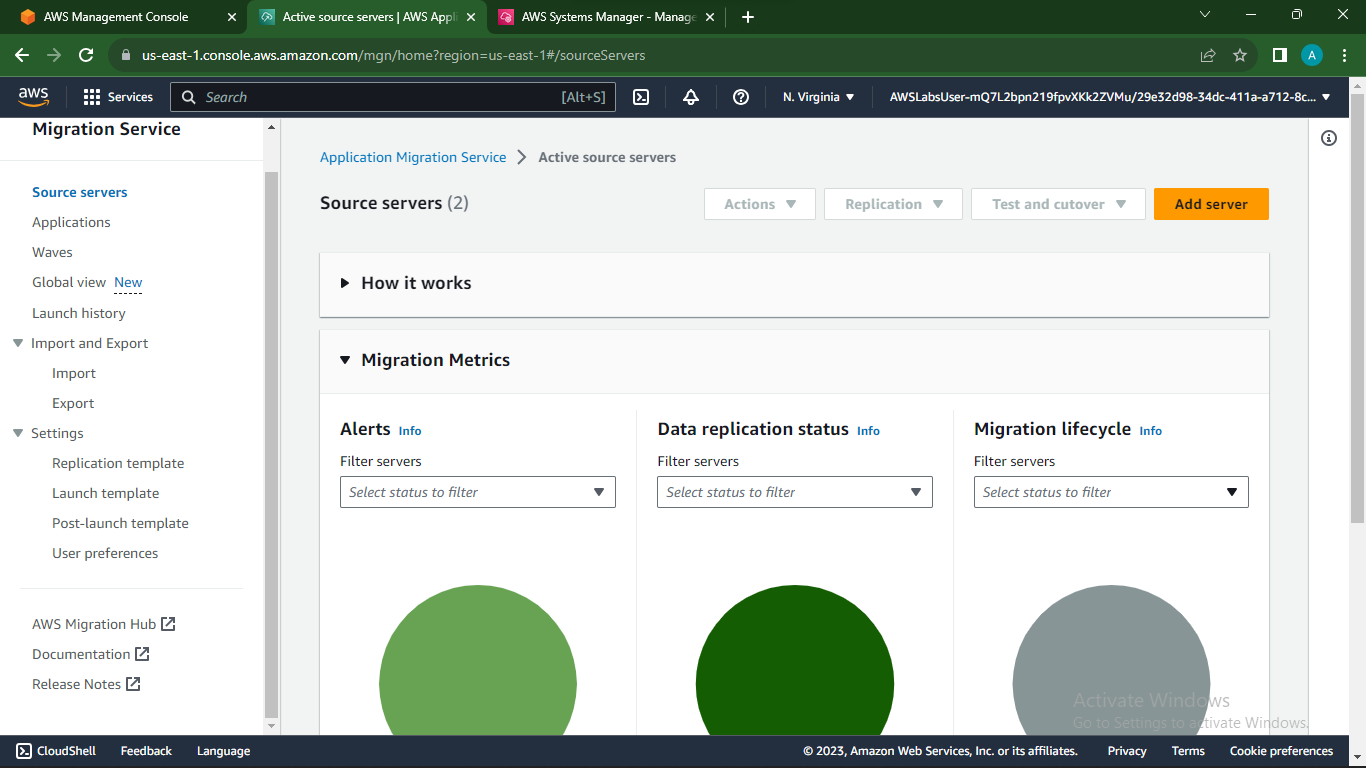 AWS Management Console
Active source servers | AWS Appli
AWS Systems Manager - Manage
us-east-1.console.aws.amazon.com/mgn/home?region=us-east-1#/sourceServers
A
aws
Services
Search
[Alt+S]
N. Virginia
AWSLabsUser-mQ7L2bpn219fpvXKk2ZVMu/29e32d98-34dc-411a-a712-8c...
Migration Service
Source servers
Applications
Waves
Global view New
Launch history
Import and Export
Import
Export
Settings
Replication template
Launch template
Post-launch template
User preferences
AWS Migration Hub
Documentation
Release Notes
Application Migration Service > Active source servers
Source servers (2)
Actions
Replication
Test and cutover
Add server
How it works
Migration Metrics
Alerts Info
Filter servers
Select status to filter
Data replication status Info
Filter servers
Select status to filter
Migration lifecycle Info
Filter servers
Select status to filter
Activate Windows
Go to Settings to activate Windows.
CloudShell
Feedback
Language
© 2023, Amazon Web Services, Inc. or its affiliates.
Privacy
Terms
Cookie preferences